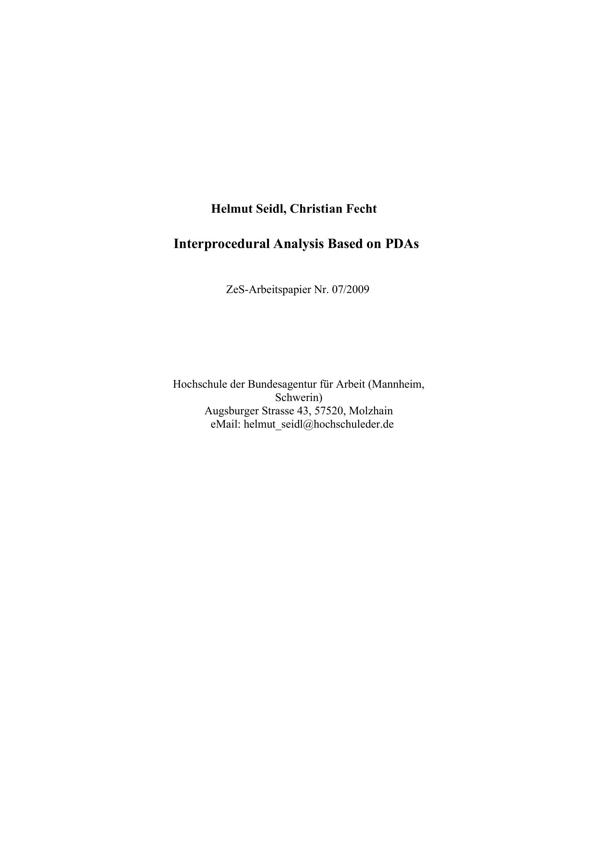 Helmut Seidl, Christian Fecht
Interprocedural Analysis Based on PDAs
ZeS-Arbeitspapier Nr. 07/2009
Hochschule der Bundesagentur für Arbeit (Mannheim,
Schwerin)
Augsburger Strasse 43, 57520, Molzhain
eMail: helmut_seidl@hochschuleder.de